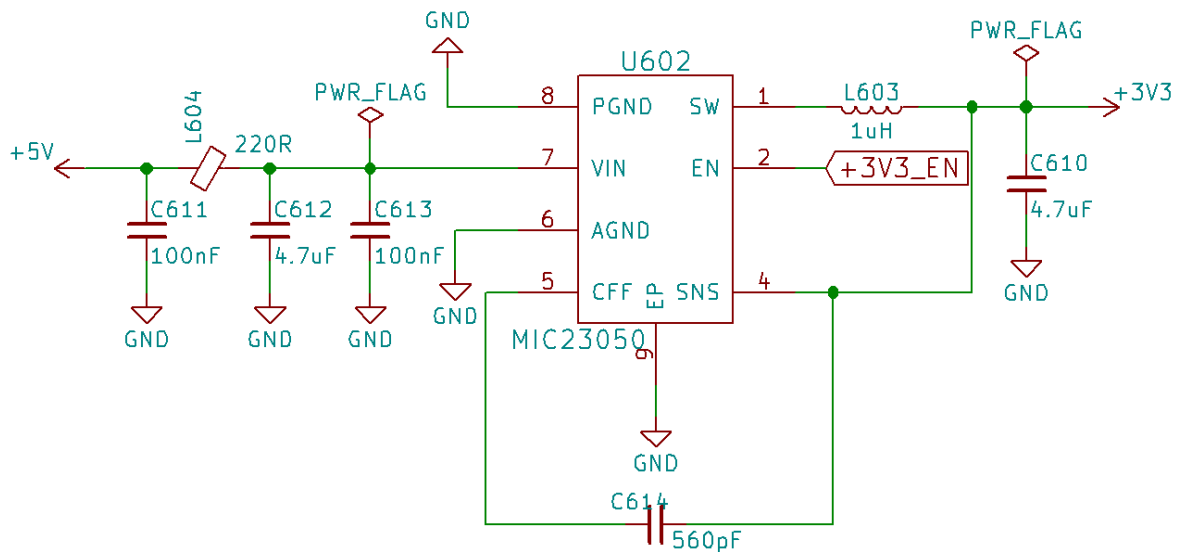 GND
PWR_FLAG
U602
PWR_FLAG
L604
220R
+5V
8
PGND
SW
1
L603
1uH
+3V3
7
VIN
EN
2
+3V3_EN
C610
4.7uF
GND
C611
100nF
GND
C612
4.7uF
GND
C613
100nF
GND
6
AGND
GND
5
CFF
EP
SNS
4
MIC23050
9
GND
C614
560pF